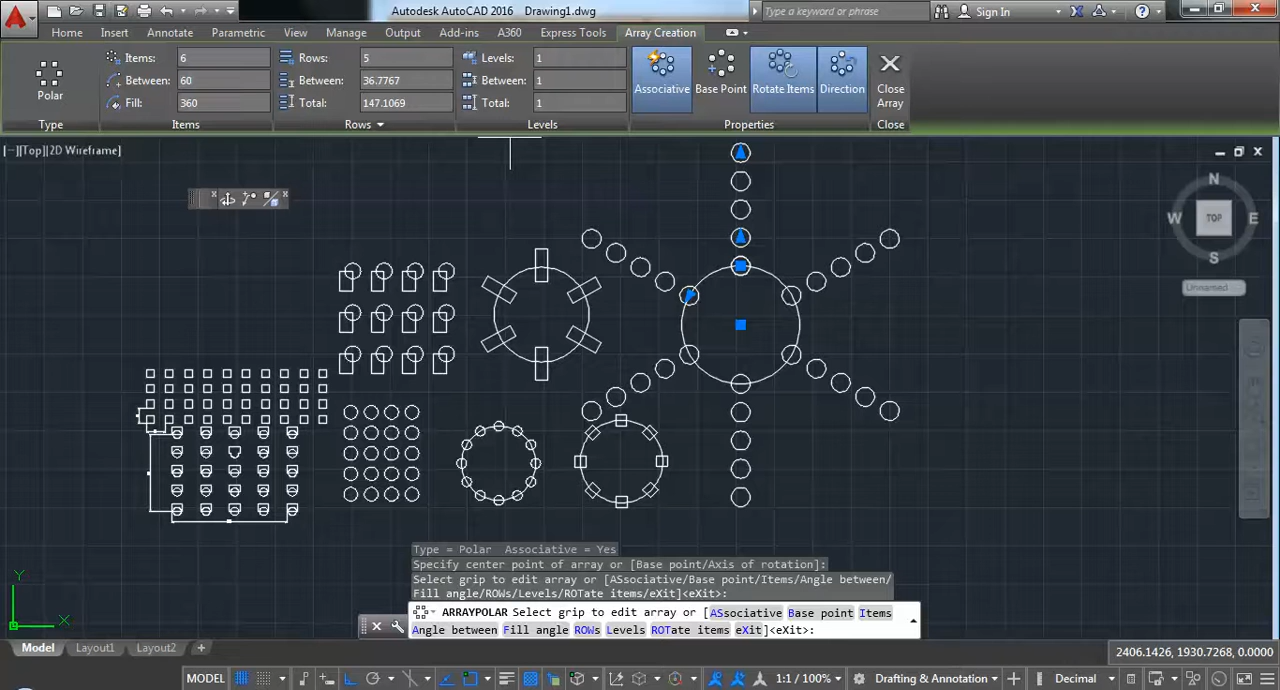 Autodesk AutoCAD 2016 Drawing1.dwg
Type a keyword or phrase
Sign In
Home Insert Annotate Parametric View Manage Output Add-ins A360 Express Tools Array Creation
Items: 6 Rows: 5 Levels: 1
Between: 60 Between: 36.7767 Between: 1
Fill: 360 Total: 147.1069 Total: 1
Polar
Associative Base Point Rotate Items Direction Close
Array
Type Items Rows Levels Properties Close
[−][Top][2D Wireframe]
N
W TOP E
S
Unnamed
Type = Polar Associative = Yes
Specify center point of array or [Base point/Axis of rotation]:
Select grip to edit array or [ASsociative/Base point/Items/Angle between/
Fill angle/ROWs/Levels/ROTate items/eXit]<eXit>:
ARRAYPOLAR Select grip to edit array or [ASsociative Base point Items
Angle between Fill angle ROWs Levels ROTate items eXit]<eXit>:
Y
X
Model Layout1 Layout2 +
2406.1426, 1930.7268, 0.0000
MODEL 1:1 / 100% Drafting & Annotation Decimal